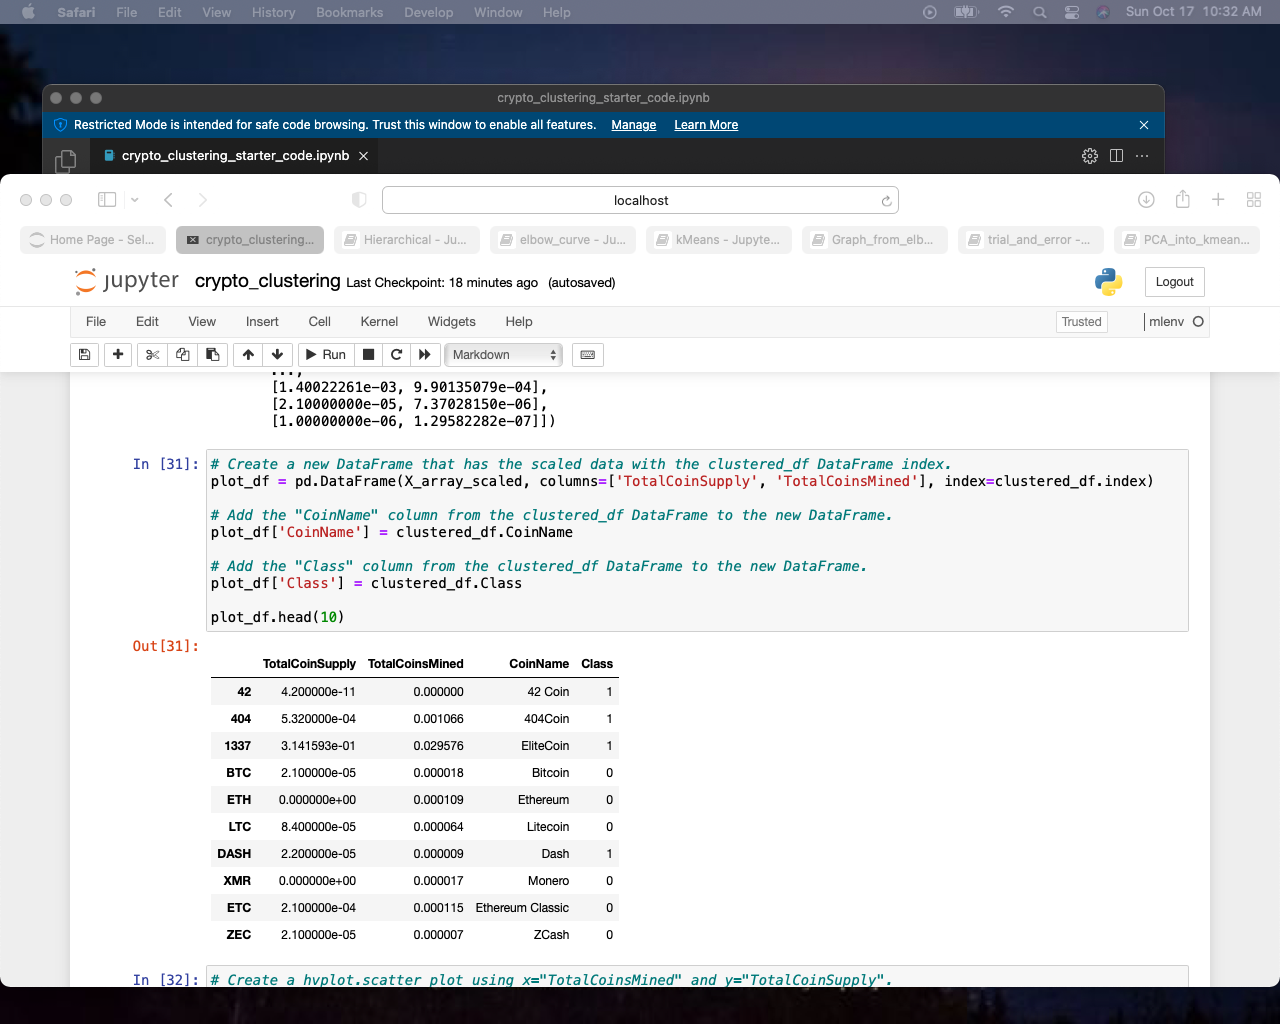 Safari File Edit View History Bookmarks Develop Window Help Sun Oct 17 10:32 AM
crypto_clustering_starter_code.ipynb
Restricted Mode is intended for safe code browsing. Trust this window to enable all features. Manage Learn More
crypto_clustering_starter_code.ipynb
localhost
Home Page - Sel... crypto_clustering... Hierarchical - Ju... elbow_curve - Ju... kMeans - Jupyte... Graph_from_elb... trial_and_error -... PCA_into_kmean...
jupyter crypto_clustering Last Checkpoint: 18 minutes ago (autosaved) Logout
File Edit View Insert Cell Kernel Widgets Help Trusted mlenv
Run Markdown
...,
[1.40022261e-03, 9.90135079e-04],
[2.10000000e-05, 7.37028150e-06],
[1.00000000e-06, 1.29582282e-07]])
In [31]: # Create a new DataFrame that has the scaled data with the clustered_df DataFrame index.
plot_df = pd.DataFrame(X_array_scaled, columns=['TotalCoinSupply', 'TotalCoinsMined'], index=clustered_df.index)
# Add the "CoinName" column from the clustered_df DataFrame to the new DataFrame.
plot_df['CoinName'] = clustered_df.CoinName
# Add the "Class" column from the clustered_df DataFrame to the new DataFrame.
plot_df['Class'] = clustered_df.Class
plot_df.head(10)
Out[31]:
TotalCoinSupply TotalCoinsMined CoinName Class
42 4.200000e-11 0.000000 42 Coin 1
404 5.320000e-04 0.001066 404Coin 1
1337 3.141593e-01 0.029576 EliteCoin 1
BTC 2.100000e-05 0.000018 Bitcoin 0
ETH 0.000000e+00 0.000109 Ethereum 0
LTC 8.400000e-05 0.000064 Litecoin 0
DASH 2.200000e-05 0.000009 Dash 1
XMR 0.000000e+00 0.000017 Monero 0
ETC 2.100000e-04 0.000115 Ethereum Classic 0
ZEC 2.100000e-05 0.000007 ZCash 0
In [32]: # Create a hvplot.scatter plot using x="TotalCoinsMined" and y="TotalCoinSupply".